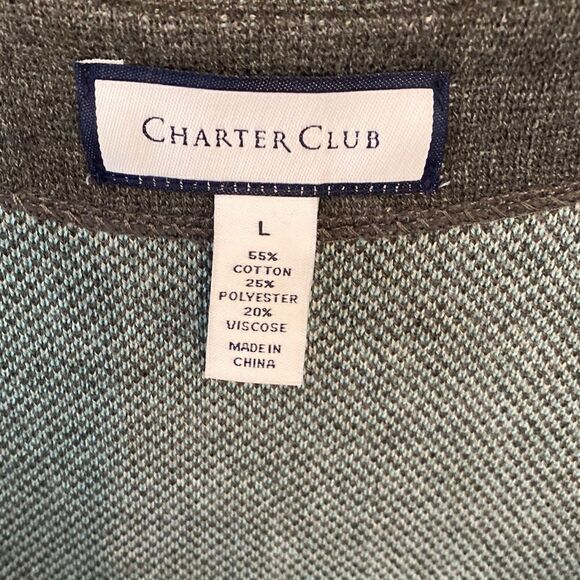 CHARTER CLUB
L
55%
COTTON
25%
POLYESTER
20%
VISCOSE
MADE IN
CHINA